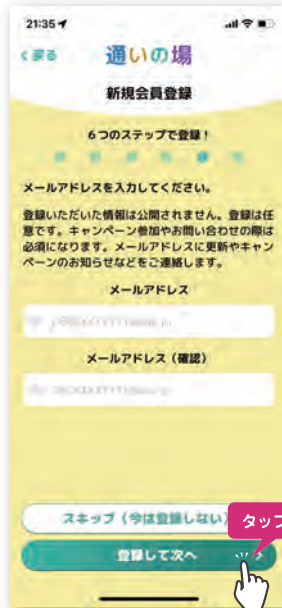 21:35
戻る
通いの場
新規会員登録
6つのステップで登録!
メールアドレスを入力してください。
登録いただいた情報は公開されません。登録は任
意です。キャンペーン参加やお問い合わせの際は
必須になります。メールアドレスに更新やキャン
ペーンのお知らせなどをご連絡します。
メールアドレス
メールアドレス(確認)
スキップ(今は登録しない)
タップ
登録して次へ